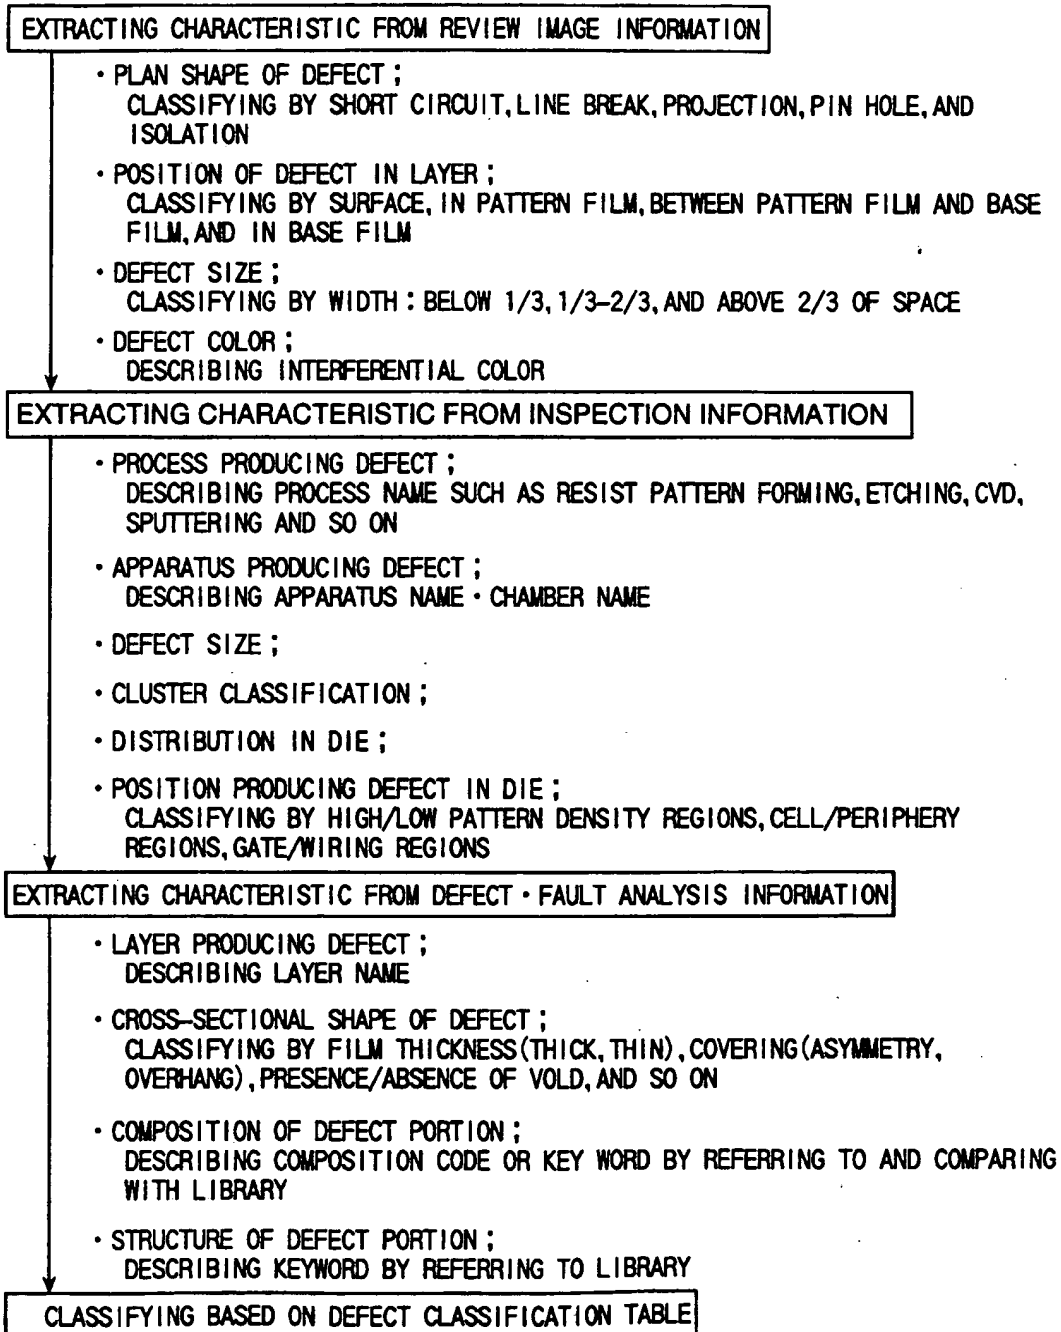 EXTRACTING CHARACTERISTIC FROM REVIEW IMAGE INFORMATION
・PLAN SHAPE OF DEFECT;
CLASSIFYING BY SHORT CIRCUIT, LINE BREAK, PROJECTION, PIN HOLE, AND
ISOLATION
・POSITION OF DEFECT IN LAYER;
CLASSIFYING BY SURFACE, IN PATTERN FILM, BETWEEN PATTERN FILM AND BASE
FILM, AND IN BASE FILM
・DEFECT SIZE;
CLASSIFYING BY WIDTH: BELOW 1/3, 1/3-2/3, AND ABOVE 2/3 OF SPACE
・DEFECT COLOR;
DESCRIBING INTERFERENTIAL COLOR
EXTRACTING CHARACTERISTIC FROM INSPECTION INFORMATION
・PROCESS PRODUCING DEFECT;
DESCRIBING PROCESS NAME SUCH AS RESIST PATTERN FORMING, ETCHING, CVD,
SPUTTERING AND SO ON
・APPARATUS PRODUCING DEFECT;
DESCRIBING APPARATUS NAME・CHAMBER NAME
・DEFECT SIZE;
・CLUSTER CLASSIFICATION;
・DISTRIBUTION IN DIE;
・POSITION PRODUCING DEFECT IN DIE;
CLASSIFYING BY HIGH/LOW PATTERN DENSITY REGIONS, CELL/PERIPHERY
REGIONS, GATE/WIRING REGIONS
EXTRACTING CHARACTERISTIC FROM DEFECT・FAULT ANALYSIS INFORMATION
・LAYER PRODUCING DEFECT;
DESCRIBING LAYER NAME
・CROSS-SECTIONAL SHAPE OF DEFECT;
CLASSIFYING BY FILM THICKNESS(THICK, THIN), COVERING(ASYMMETRY,
OVERHANG), PRESENCE/ABSENCE OF VOLD, AND SO ON
・COMPOSITION OF DEFECT PORTION;
DESCRIBING COMPOSITION CODE OR KEY WORD BY REFERRING TO AND COMPARING
WITH LIBRARY
・STRUCTURE OF DEFECT PORTION;
DESCRIBING KEYWORD BY REFERRING TO LIBRARY
CLASSIFYING BASED ON DEFECT CLASSIFICATION TABLE